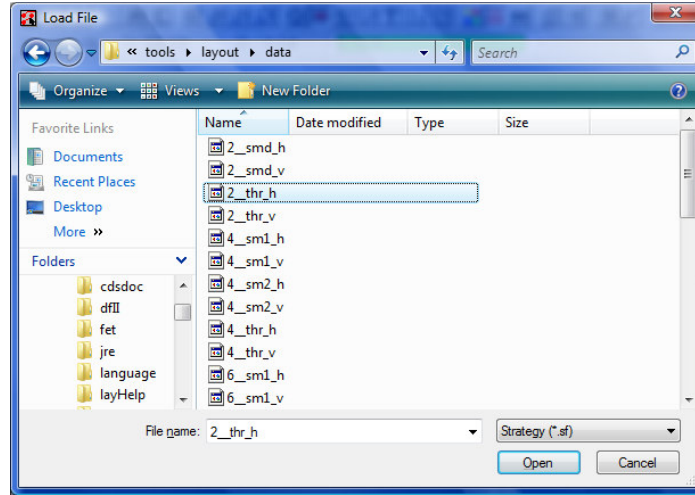 Load File
« tools ▸ layout ▸ data Search
Organize Views New Folder
Favorite Links
Documents
Recent Places
Desktop
More »
Folders
cdsdoc
dfII
fet
jre
language
layHelp
Name Date modified Type Size
2__smd_h
2__smd_v
2__thr_h
2__thr_v
4__sm1_h
4__sm1_v
4__sm2_h
4__sm2_v
4__thr_h
4__thr_v
6__sm1_h
6__sm1_v
File name: 2__thr_h Strategy (*.sf)
Open Cancel